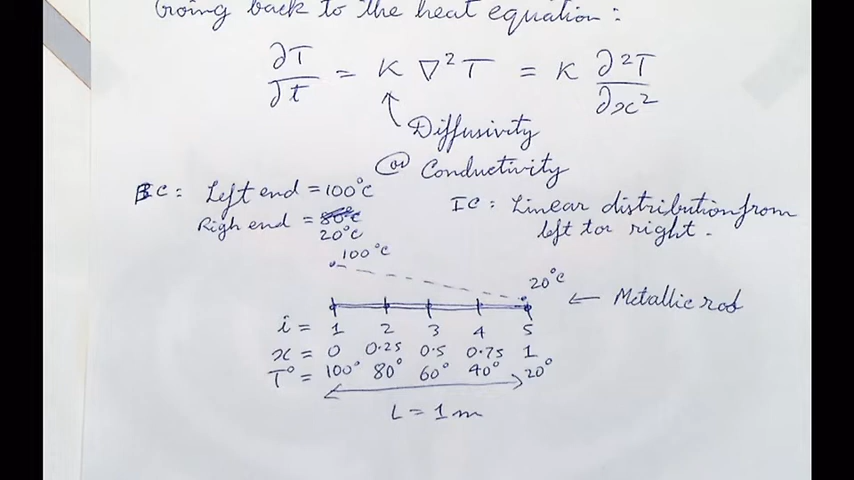 Going back to the heat equation:
∂T/∂t = K ∇²T = K ∂²T/∂x²
Diffusivity
(or) Conductivity
BC: Left end = 100°C
Righ end = 80°C
20°C
IC: Linear distribution from
left to right.
100°C
20°C
← Metallic rod
i = 1 2 3 4 5
x = 0 0.25 0.5 0.75 1
T° = 100° 80° 60° 40° 20°
L = 1m